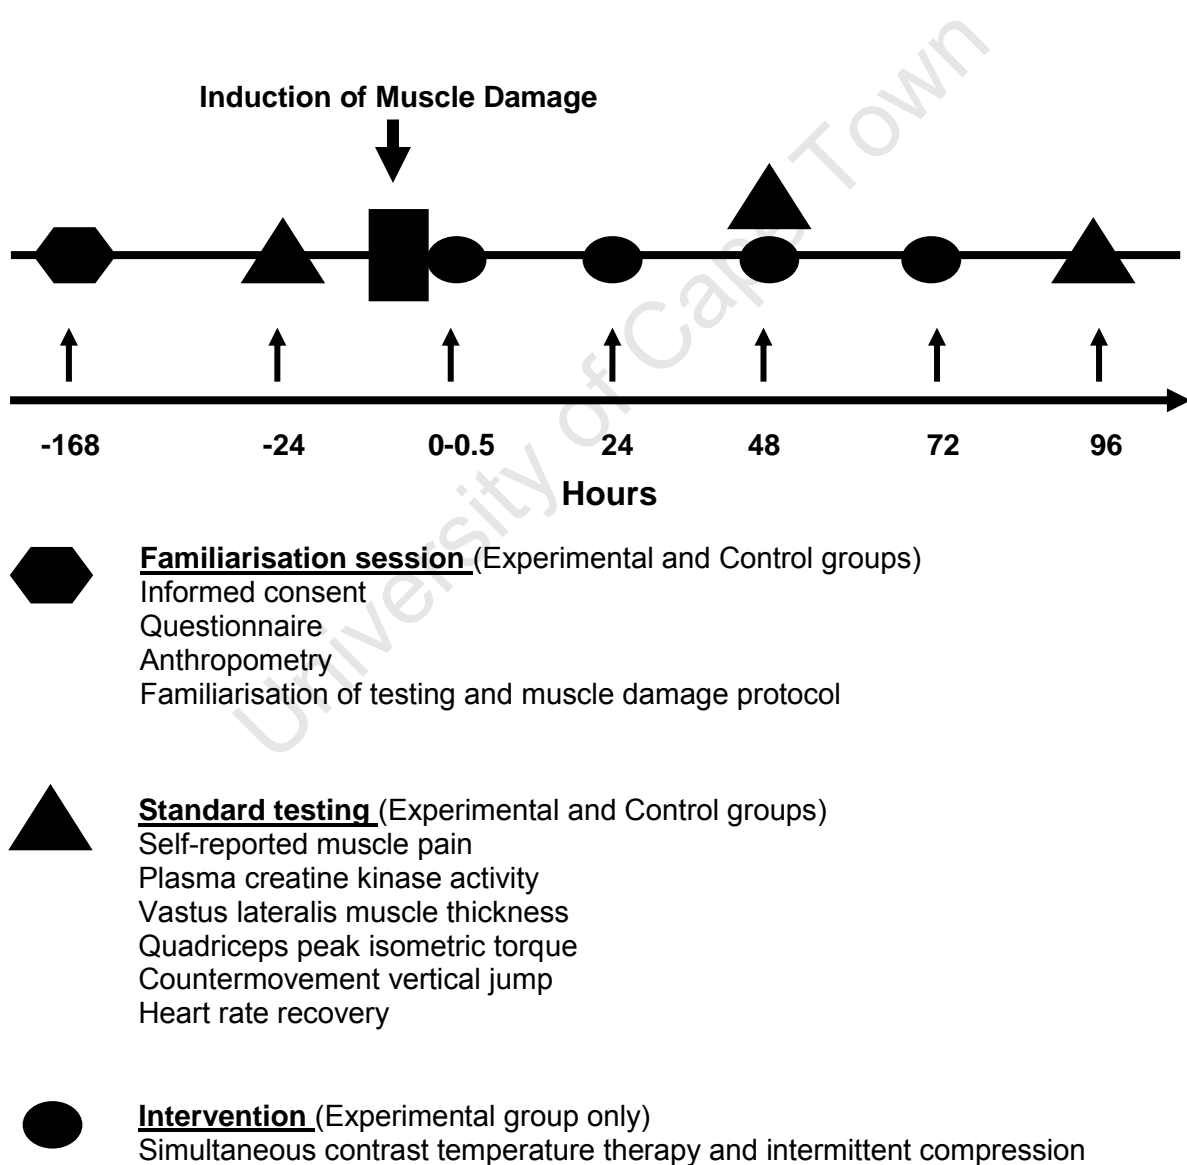 Induction of Muscle Damage
-168 -24 0-0.5 24 48 72 96
Hours
Familiarisation session (Experimental and Control groups)
Informed consent
Questionnaire
Anthropometry
Familiarisation of testing and muscle damage protocol
Standard testing (Experimental and Control groups)
Self-reported muscle pain
Plasma creatine kinase activity
Vastus lateralis muscle thickness
Quadriceps peak isometric torque
Countermovement vertical jump
Heart rate recovery
Intervention (Experimental group only)
Simultaneous contrast temperature therapy and intermittent compression
University of Cape Town